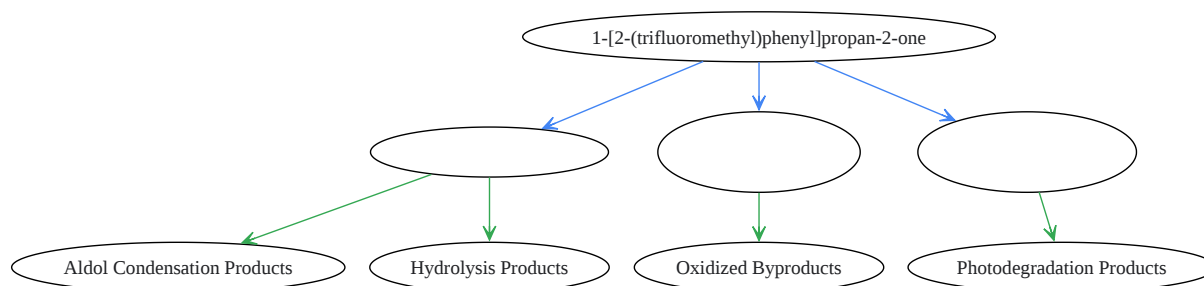 1-[2-(trifluoromethyl)phenyl]propan-2-one
Aldol Condensation Products
Hydrolysis Products
Oxidized Byproducts
Photodegradation Products